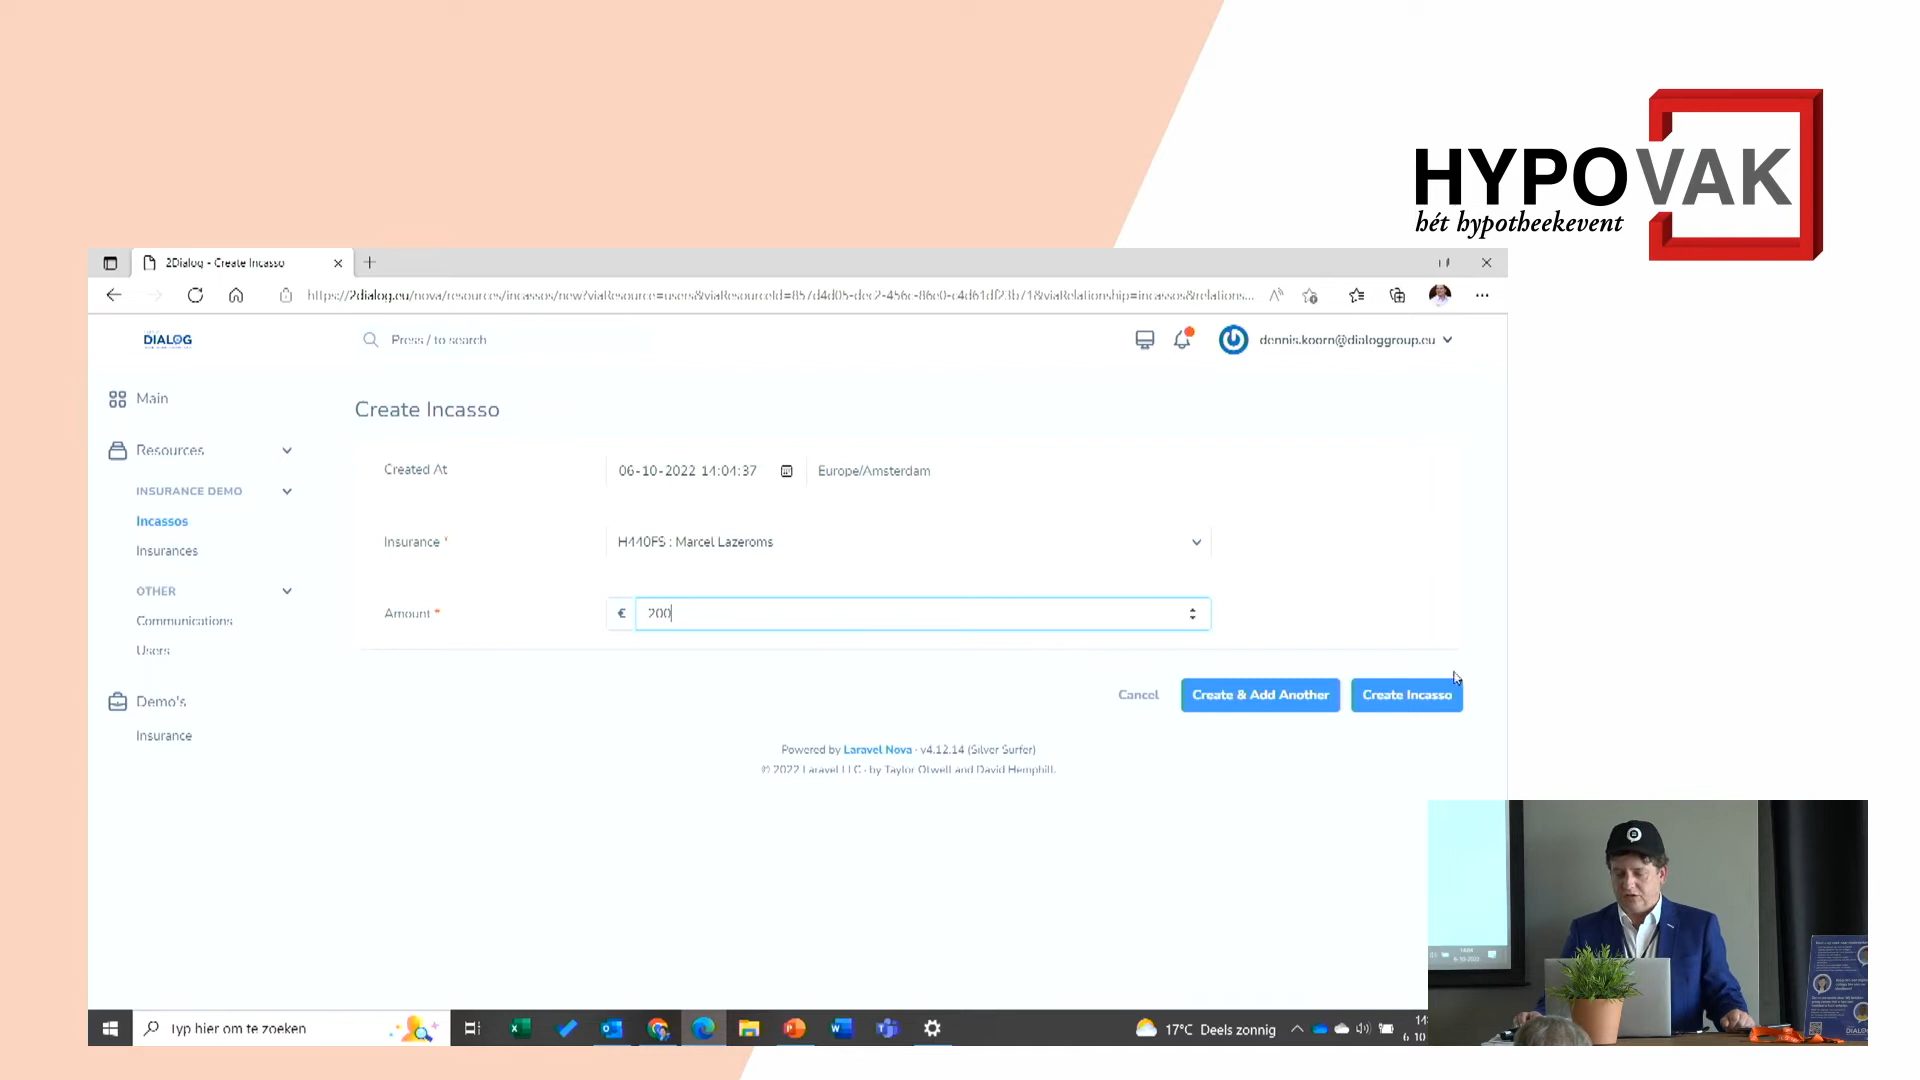 HYPOVAK
hét hypotheekevent
2Dialog - Create Incasso
DIALOG
Press / to search
dennis.koorn@dialoggroup.eu
Main
Create Incasso
Resources
Created At
06-10-2022 14:04:37
Europe/Amsterdam
INSURANCE DEMO
Incassos
Insurance *
H440FS : Marcel Lazeroms
Insurances
OTHER
Amount *
€
200
Communications
Users
Cancel
Create & Add Another
Create Incasso
Demo's
Insurance
Powered by Laravel Nova · v4.12.14 (Silver Surfer)
© 2022 Laravel LLC · by Taylor Otwell and David Hemphill.
Typ hier om te zoeken
17°C Deels zonnig